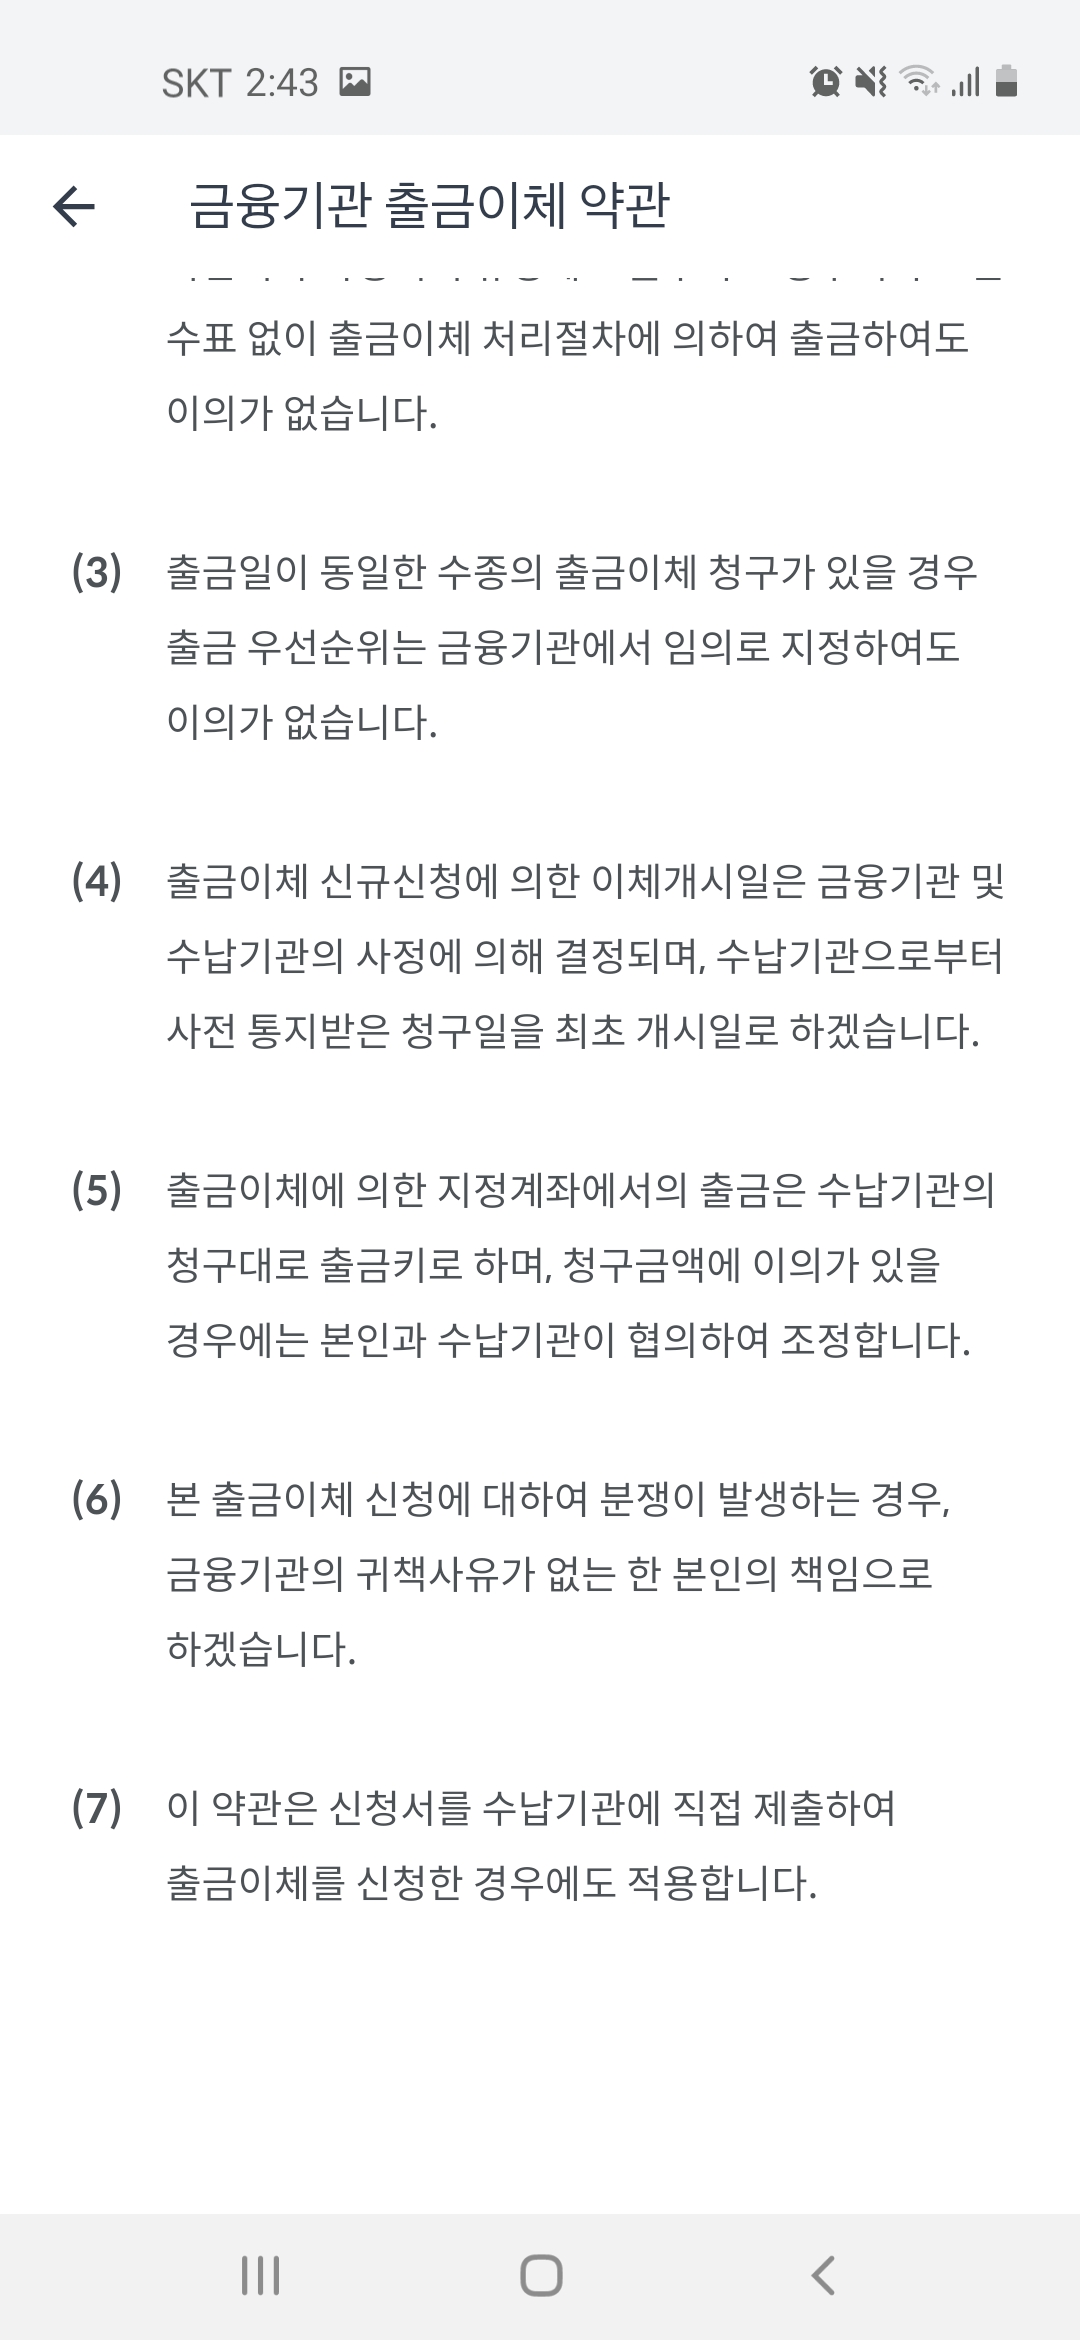 SKT 2:43
금융기관 출금이체 약관
수표 없이 출금이체 처리절차에 의하여 출금하여도
이의가 없습니다.
(3) 출금일이 동일한 수종의 출금이체 청구가 있을 경우
출금 우선순위는 금융기관에서 임의로 지정하여도
이의가 없습니다.
(4) 출금이체 신규신청에 의한 이체개시일은 금융기관 및
수납기관의 사정에 의해 결정되며, 수납기관으로부터
사전 통지받은 청구일을 최초 개시일로 하겠습니다.
(5) 출금이체에 의한 지정계좌에서의 출금은 수납기관의
청구대로 출금키로 하며, 청구금액에 이의가 있을
경우에는 본인과 수납기관이 협의하여 조정합니다.
(6) 본 출금이체 신청에 대하여 분쟁이 발생하는 경우,
금융기관의 귀책사유가 없는 한 본인의 책임으로
하겠습니다.
(7) 이 약관은 신청서를 수납기관에 직접 제출하여
출금이체를 신청한 경우에도 적용합니다.